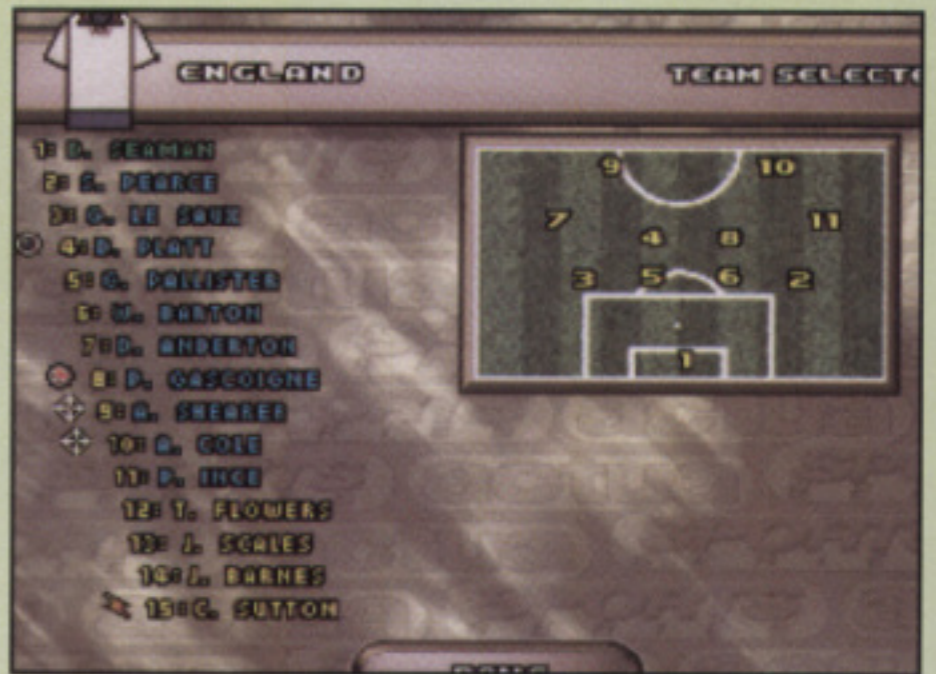 ENGLAND
TEAM SELECTE
1: D. SEAMAN
2: S. PEARCE
3: G. LE SAUX
4: D. PLATT
5: G. PALLISTER
6: W. BARTON
7: D. ANDERTON
8: P. GASCOIGNE
9: A. SHEARER
10: A. COLE
11: P. INCE
12: T. FLOWERS
13: J. SCALES
14: J. BARNES
15: C. SUTTON
9 10
7 11
4 8
3 5 6 2
1